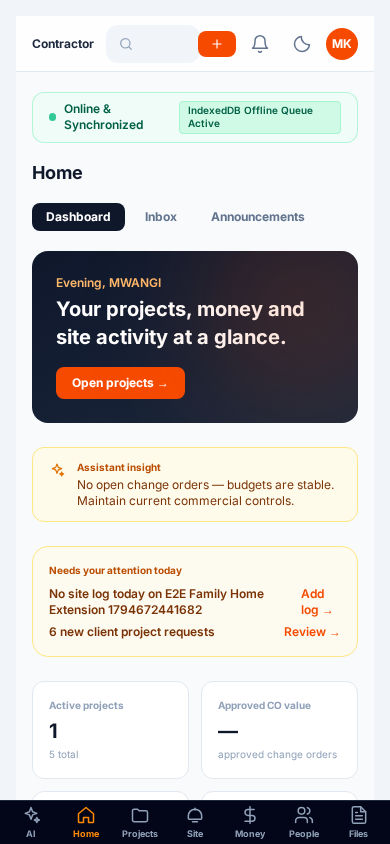 Contractor
MK
Online &
Synchronized
IndexedDB Offline Queue
Active
Home
Dashboard
Inbox
Announcements
Evening, MWANGI
Your projects, money and
site activity at a glance.
Open projects →
Assistant insight
No open change orders — budgets are stable.
Maintain current commercial controls.
Needs your attention today
No site log today on E2E Family Home
Extension 1794672441682
Add
log →
6 new client project requests
Review →
Active projects
1
5 total
Approved CO value
—
approved change orders
AI
Home
Projects
Site
Money
People
Files